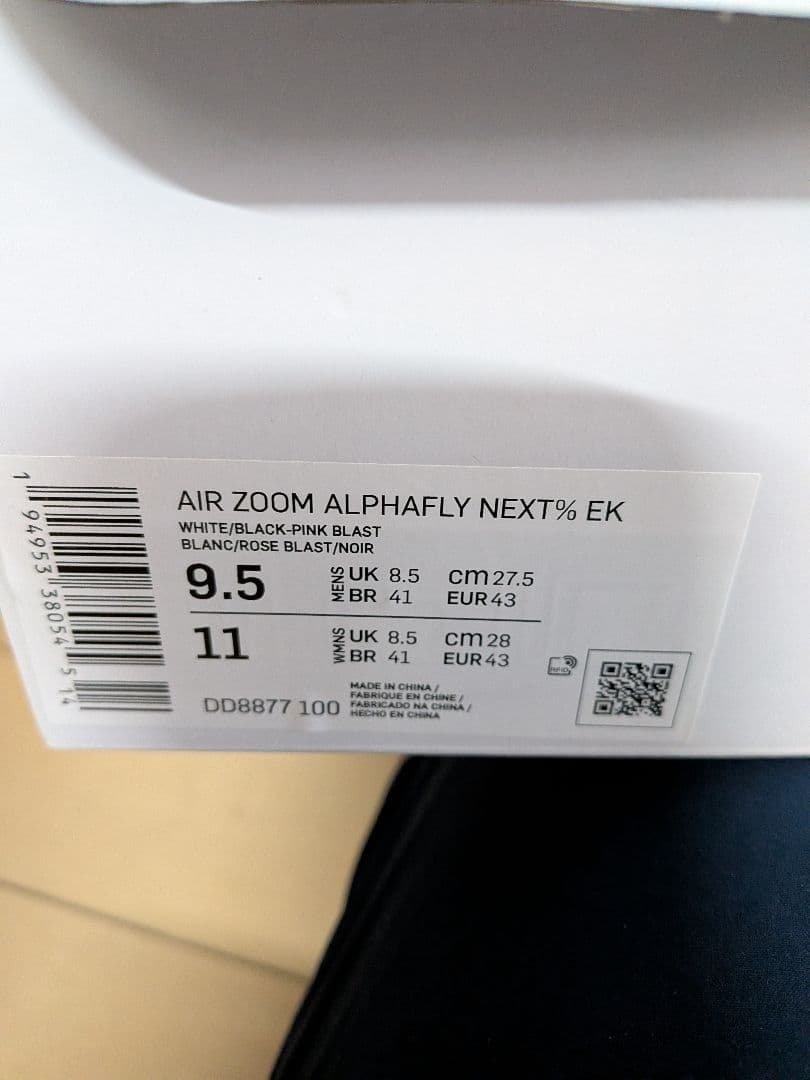 AIR ZOOM ALPHAFLY NEXT% EK
WHITE/BLACK-PINK BLAST
BLANC/ROSE BLAST/NOIR
9.5 MENS UK 8.5 cm 27.5
BR 41 EUR 43
11 WMNS UK 8.5 cm 28
BR 41 EUR 43
RFID
DD8877 100
MADE IN CHINA /
FABRIQUE EN CHINE /
FABRICADO NA CHINA /
HECHO EN CHINA
1 94953 38054 5 14